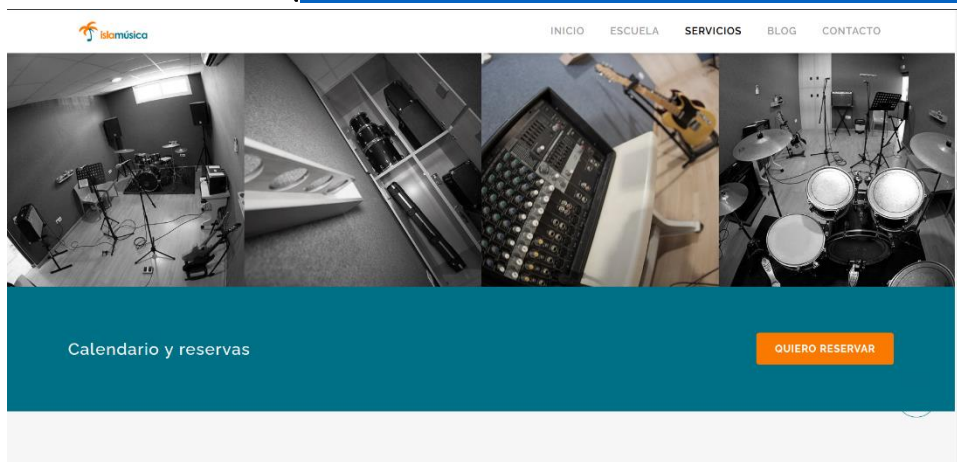 islamúsica
INICIO ESCUELA SERVICIOS BLOG CONTACTO
Calendario y reservas
QUIERO RESERVAR